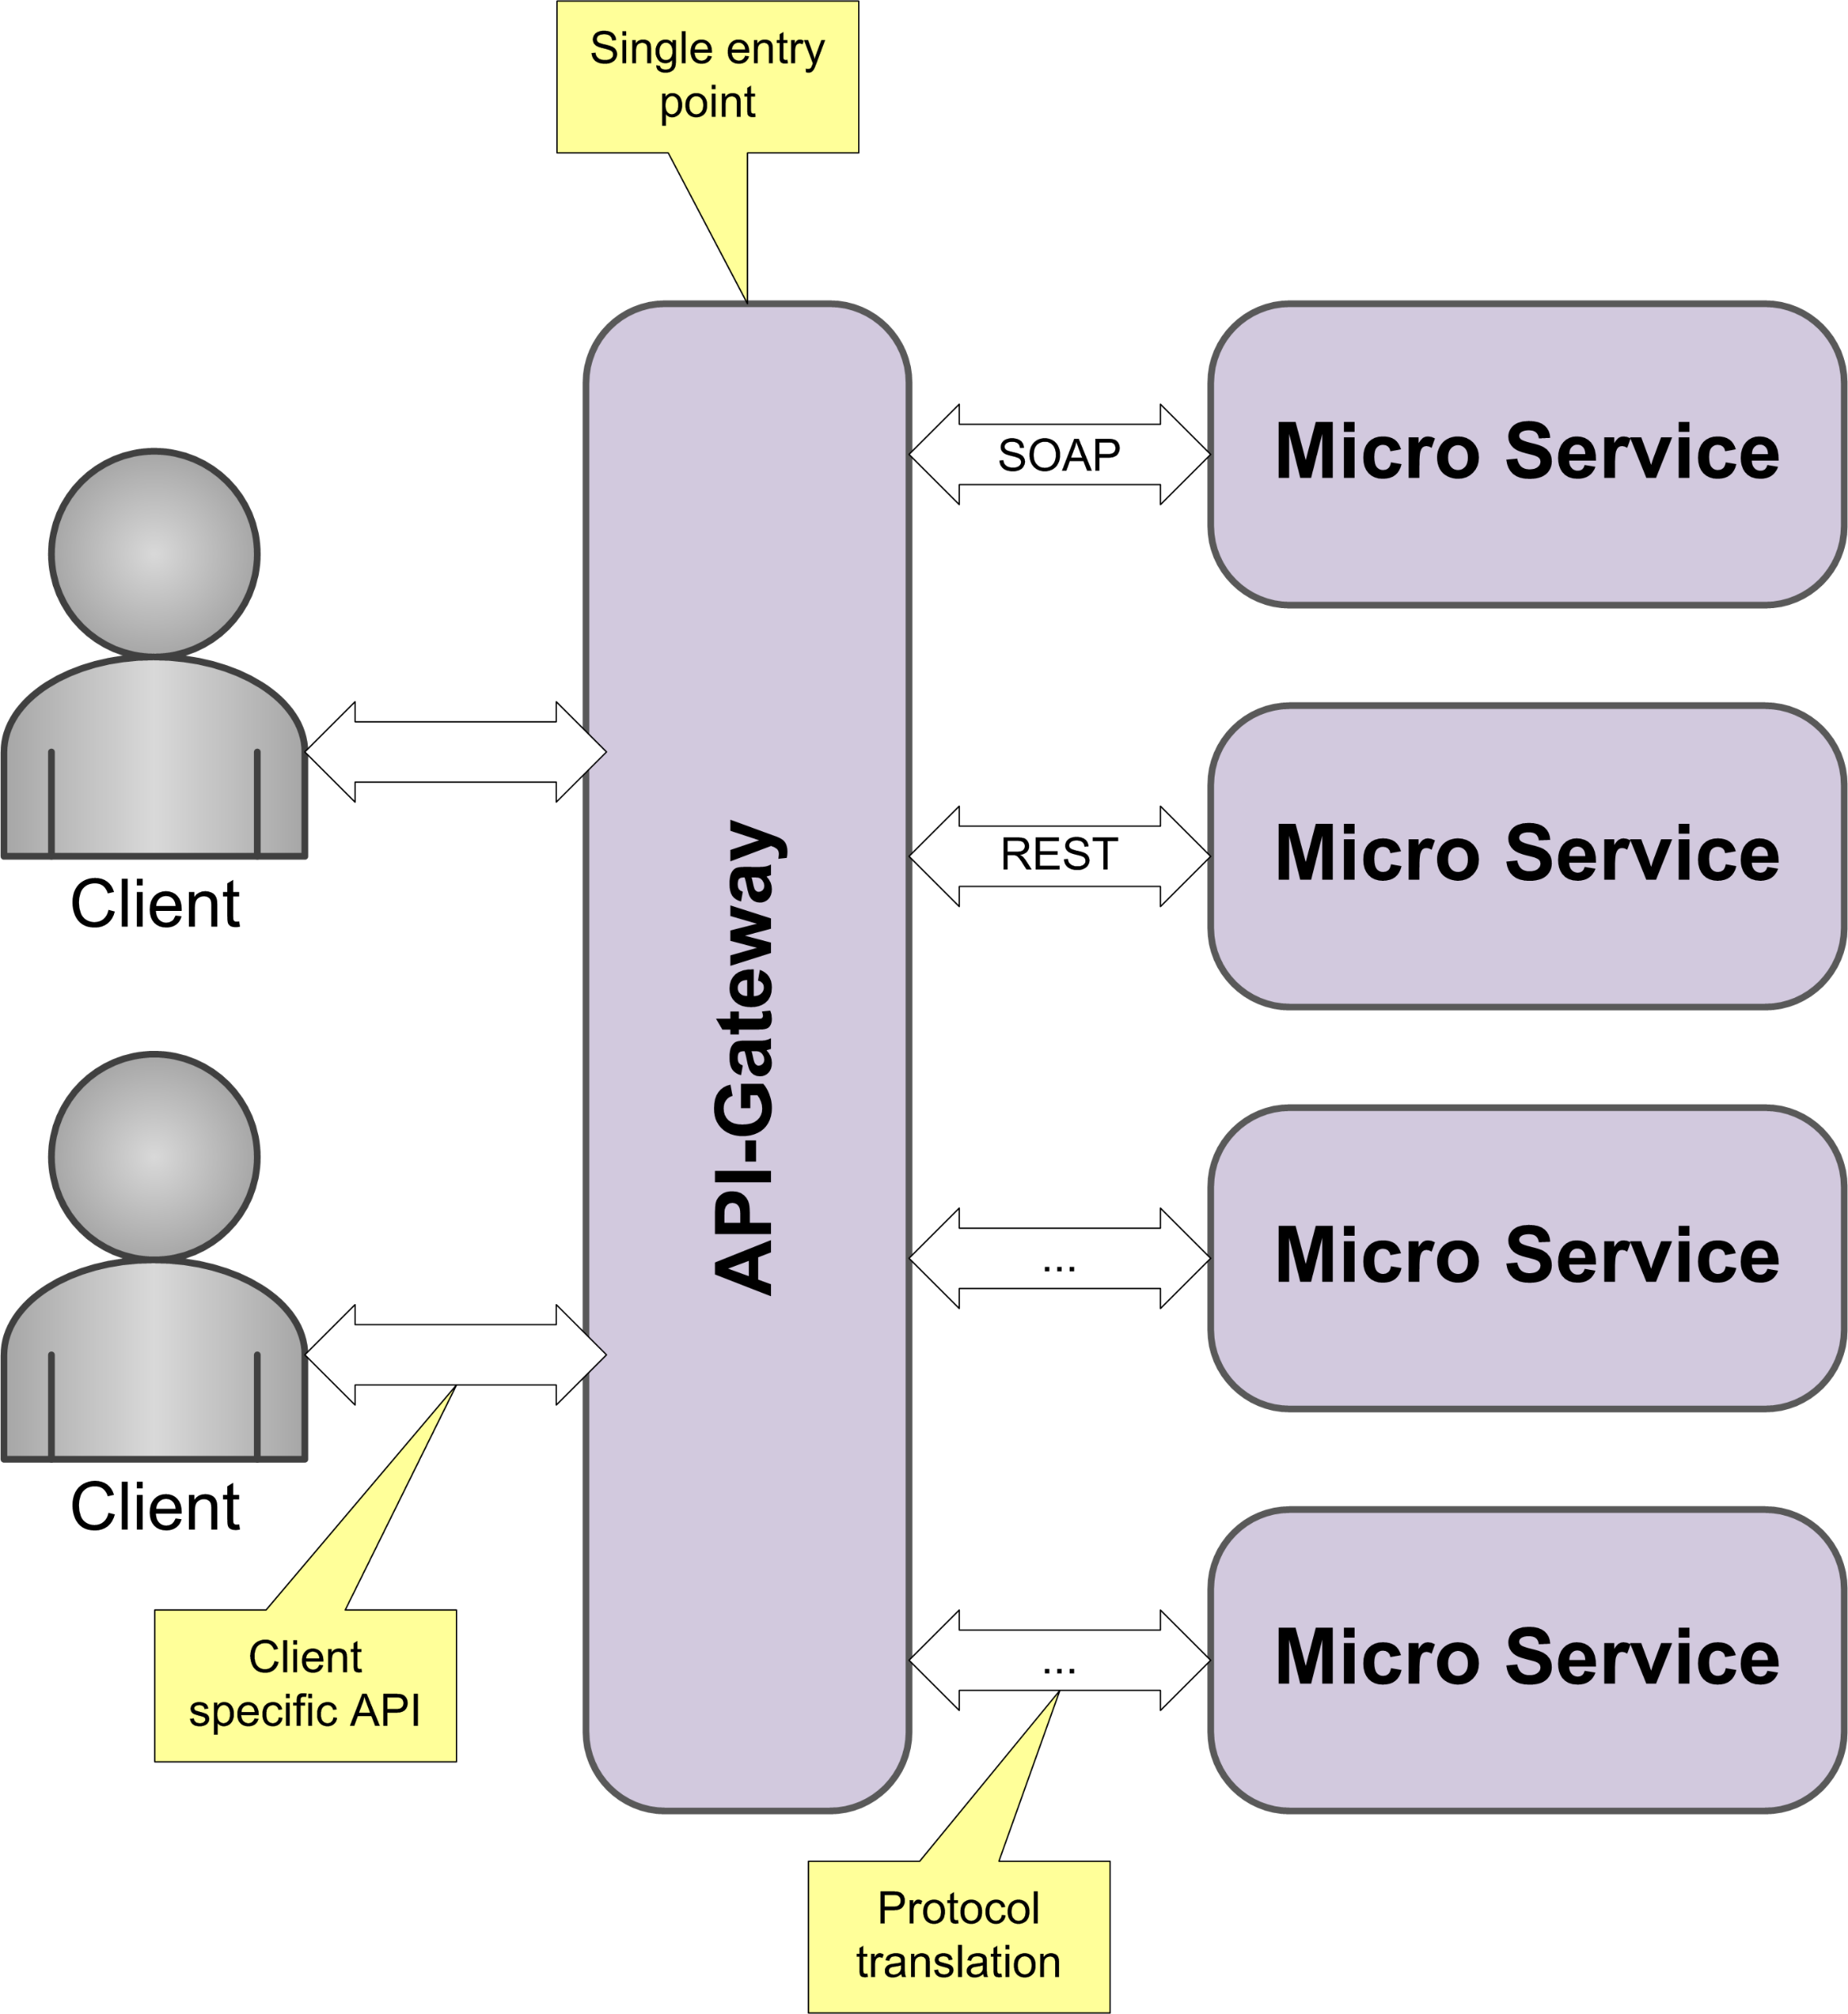 Single entry
point
SOAP
Micro Service
REST
Micro Service
Client
API-Gateway
...
Micro Service
Client
...
Micro Service
Client
specific API
Protocol
translation